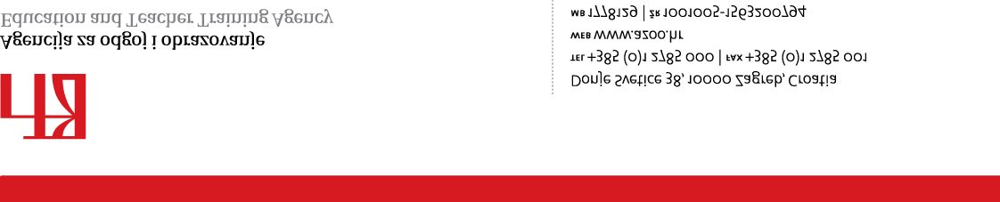 Agencija za odgoj i obrazovanje
Education and Teacher Training Agency
Donje Svetice 38, 10000 Zagreb, Croatia
TEL +385 (0)1 2785 000 | FAX +385 (0)1 2785 001
WEB www.azoo.hr
MB 1778129 | ŽR 1001005-1563200794